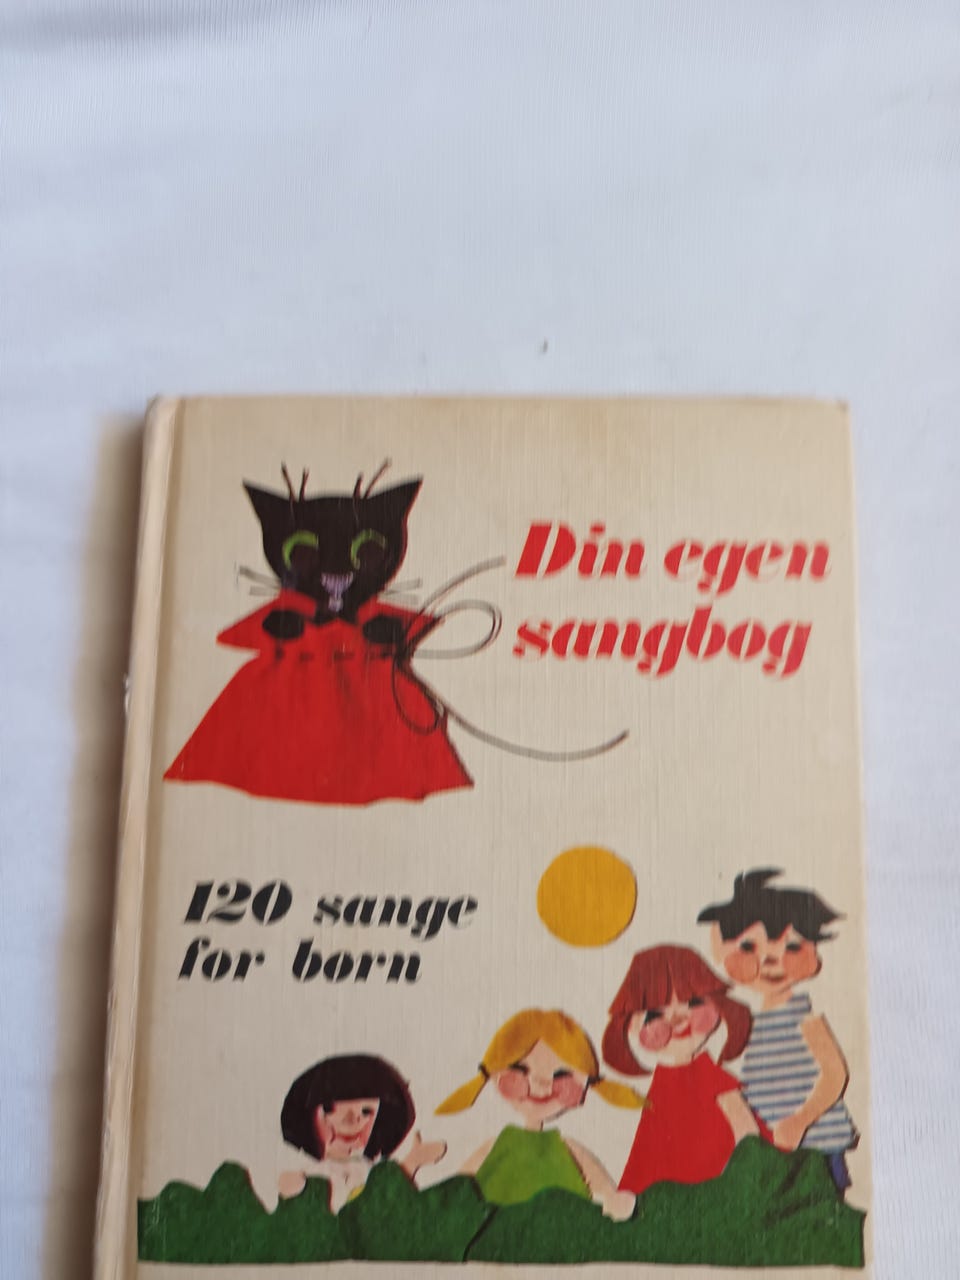 Din egen
sangbog
120 sange
for børn